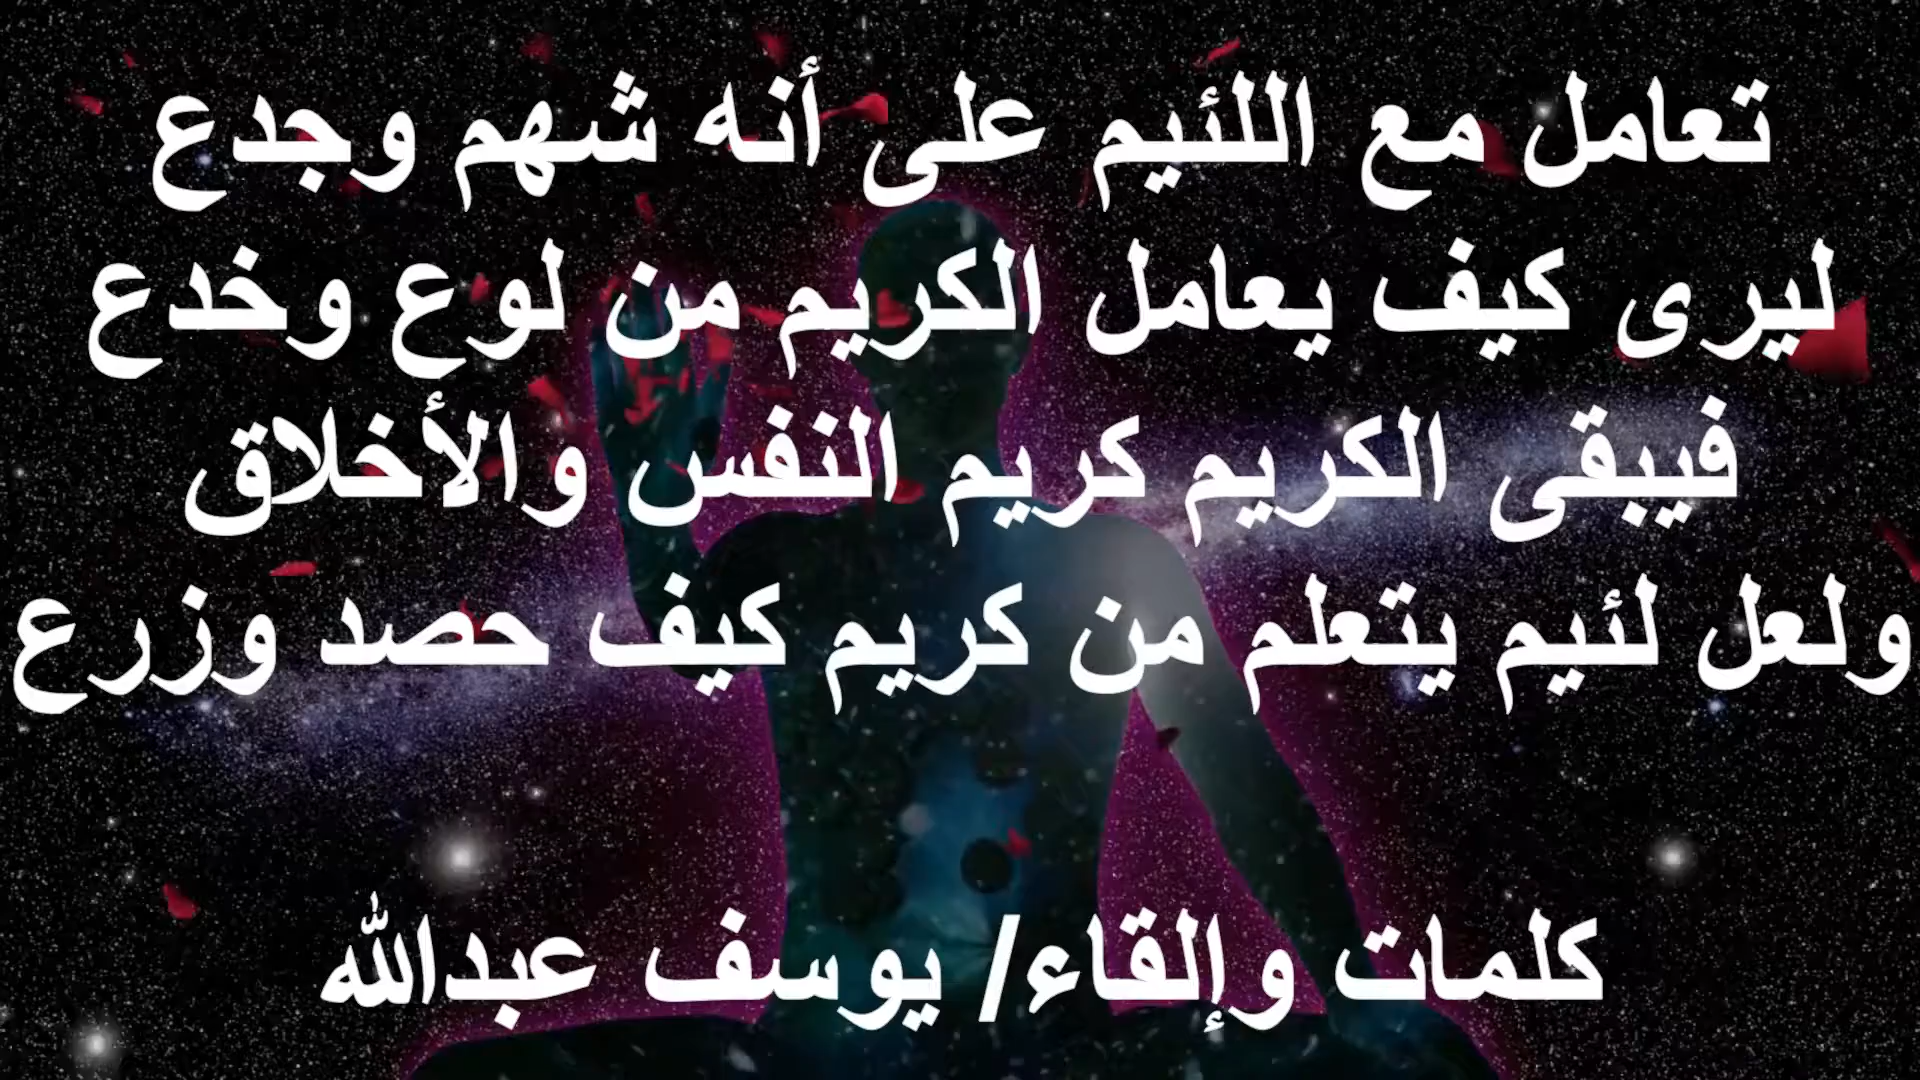 تعامل مع اللئيم على أنه شهم وجدع
ليرى كيف يعامل الكريم من لوع وخدع
فيبقى الكريم كريم النفس والأخلاق
ولعل لئيم يتعلم من كريم كيف حصد وزرع
كلمات وإلقاء/ يوسف عبدالله